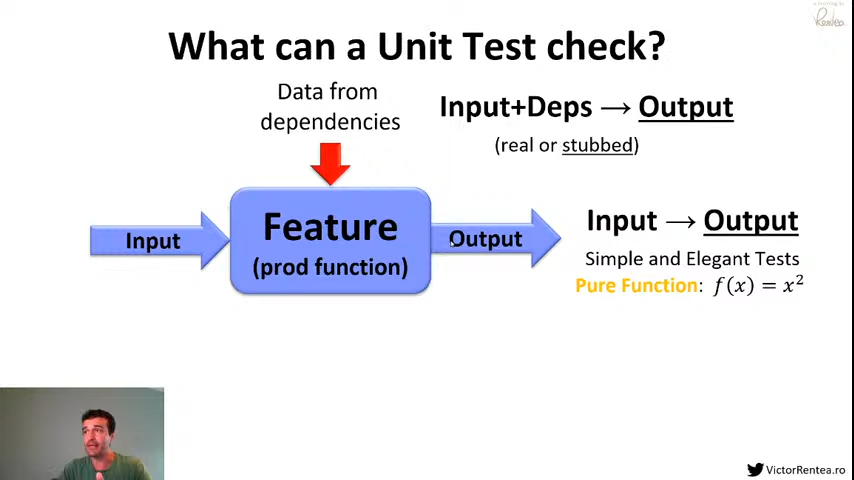 What can a Unit Test check?
Data from
dependencies
Input+Deps → Output
(real or stubbed)
Input
Feature
(prod function)
Output
Input → Output
Simple and Elegant Tests
Pure Function: f(x) = x²
VictorRentea.ro